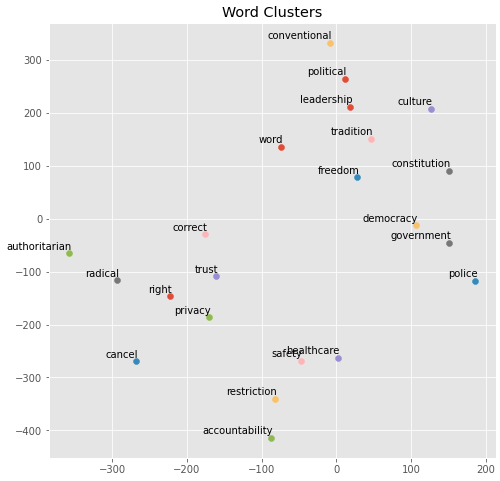 Word Clusters
conventional
political
leadership
culture
word
tradition
freedom
constitution
democracy
government
correct
authoritarian
radical
trust
right
privacy
police
cancel
safety
healthcare
restriction
accountability
300
200
100
0
−100
−200
−300
−400
−300
−200
−100
0
100
200